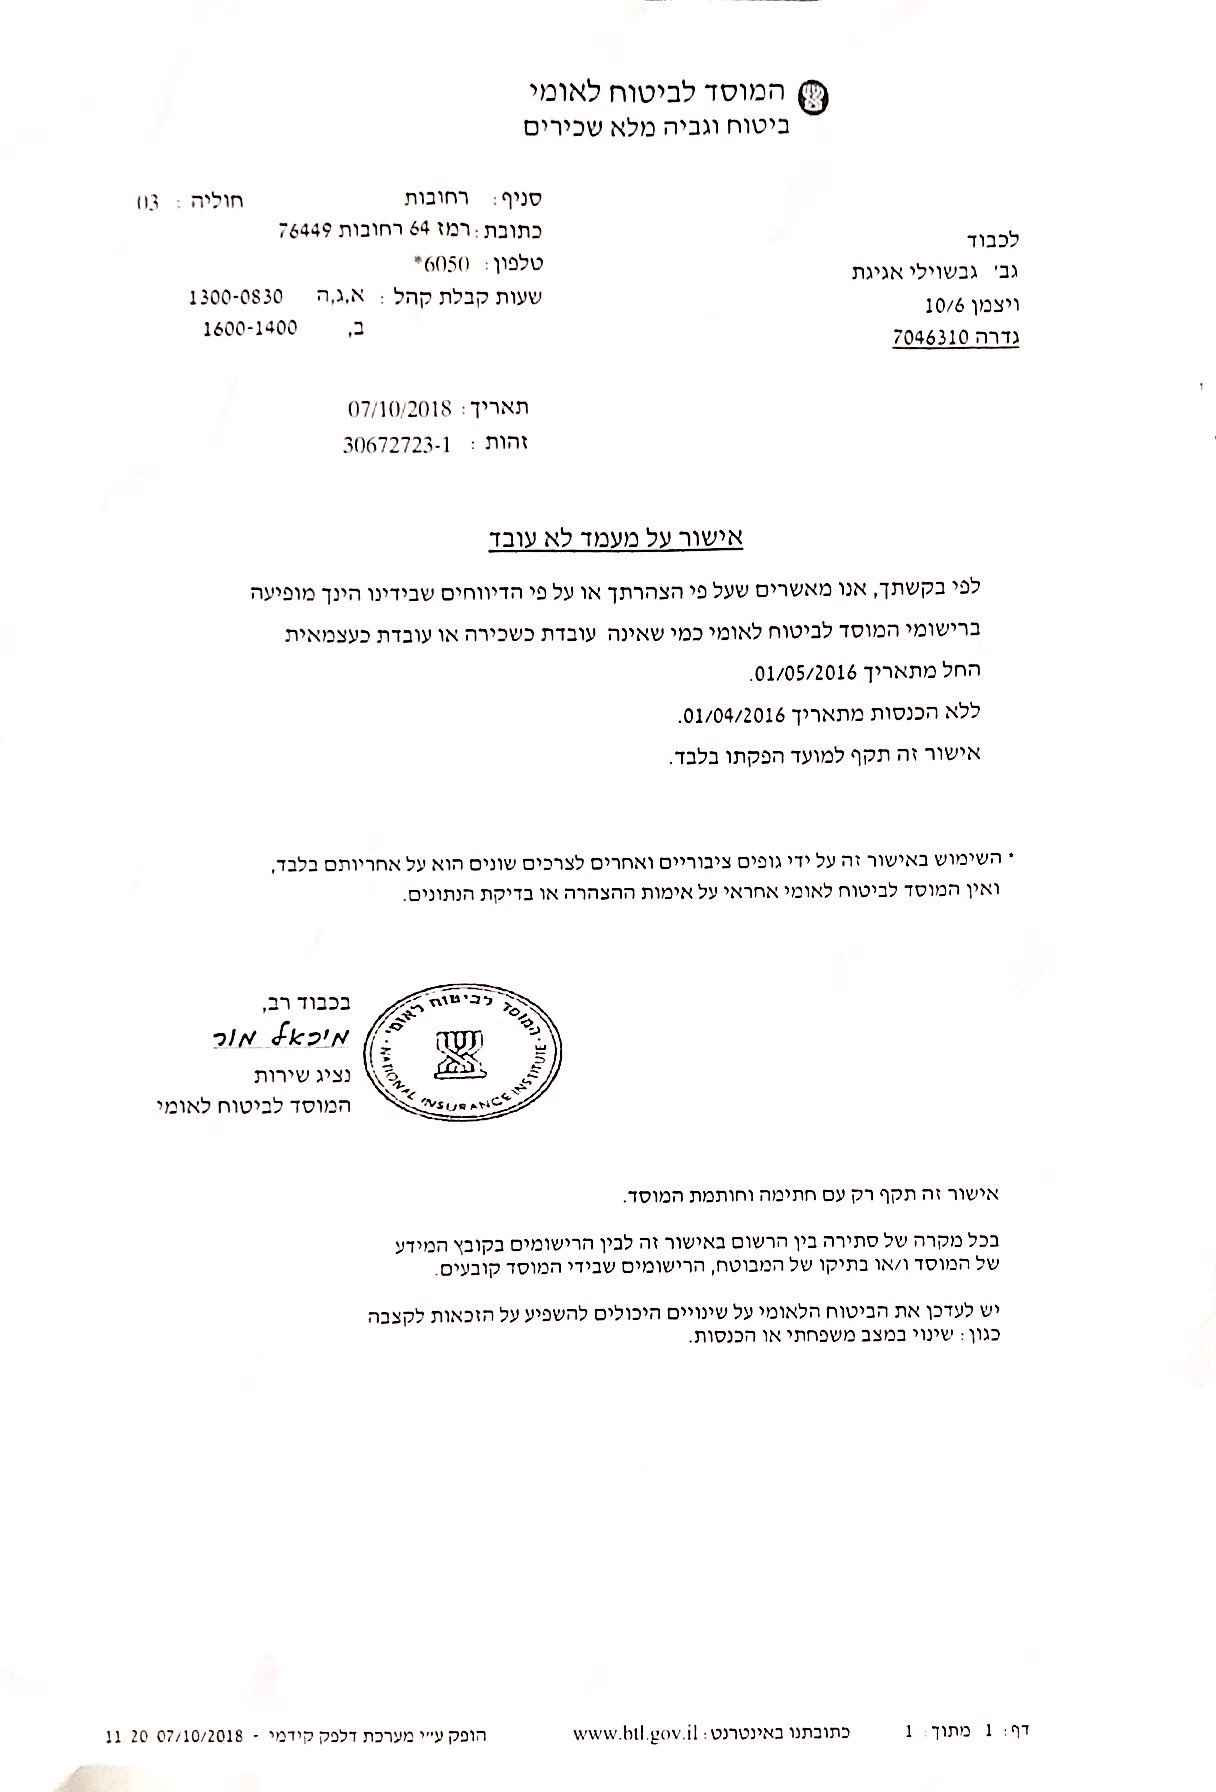 המוסד לביטוח לאומי
ביטוח וגביה מלא שכירים
סניף: רחובות חוליה: 03
כתובת: רמז 64 רחובות 76449
טלפון: 6050*
שעות קבלת קהל: א,ג,ה 1300-0830
ב, 1600-1400
לכבוד
גב' גבשוילי אגיגת
ויצמן 10/6
גדרה 7046310
תאריך: 07/10/2018
זהות: 30672723-1
אישור על מעמד לא עובד
לפי בקשתך, אנו מאשרים שעל פי הצהרתך או על פי הדיווחים שבידינו הינך מופיעה
ברישומי המוסד לביטוח לאומי כמי שאינה עובדת כשכירה או עובדת כעצמאית
החל מתאריך 01/05/2016.
ללא הכנסות מתאריך 01/04/2016.
אישור זה תקף למועד הפקתו בלבד.
* השימוש באישור זה על ידי גופים ציבוריים ואחרים לצרכים שונים הוא על אחריותם בלבד,
ואין המוסד לביטוח לאומי אחראי על אימות ההצהרה או בדיקת הנתונים.
בכבוד רב,
מיכאל מור
נציג שירות
המוסד לביטוח לאומי
המוסד לביטוח לאומי
NATIONAL INSURANCE INSTITUTE
אישור זה תקף רק עם חתימה וחותמת המוסד.
בכל מקרה של סתירה בין הרשום באישור זה לבין הרישומים בקובץ המידע
של המוסד ו/או בתיקו של המבוטח, הרישומים שבידי המוסד קובעים.
יש לעדכן את הביטוח הלאומי על שינויים היכולים להשפיע על הזכאות לקצבה
כגון: שינוי במצב משפחתי או הכנסות.
דף: 1 מתוך: 1 כתובתנו באינטרנט: www.btl.gov.il הופק ע"י מערכת דלפק קידמי - 07/10/2018 11 20